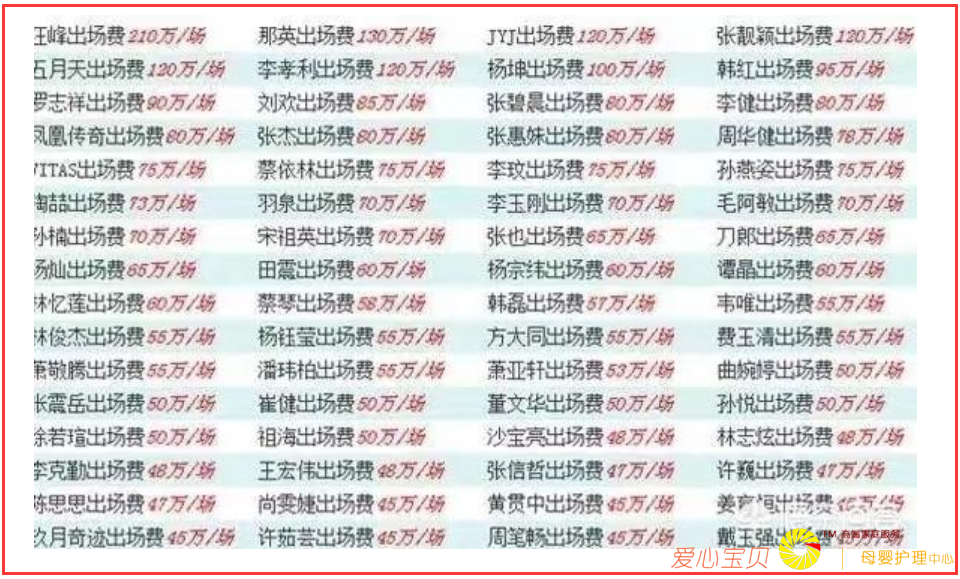 汪峰出场费210万/场 那英出场费130万/场 JYJ出场费120万/场 张靓颖出场费120万/场
五月天出场费120万/场 李孝利出场费120万/场 杨坤出场费100万/场 韩红出场费95万/场
罗志祥出场费90万/场 刘欢出场费85万/场 张碧晨出场费80万/场 李健出场费80万/场
凤凰传奇出场费80万/场 张杰出场费80万/场 张惠妹出场费80万/场 周华健出场费78万/场
VITAS出场费75万/场 蔡依林出场费75万/场 李玟出场费75万/场 孙燕姿出场费75万/场
陶喆出场费73万/场 羽泉出场费70万/场 李玉刚出场费70万/场 毛阿敏出场费70万/场
孙楠出场费70万/场 宋祖英出场费70万/场 张也出场费65万/场 刀郎出场费65万/场
汤灿出场费65万/场 田震出场费60万/场 杨宗纬出场费60万/场 谭晶出场费60万/场
林忆莲出场费60万/场 蔡琴出场费58万/场 韩磊出场费57万/场 韦唯出场费55万/场
林俊杰出场费55万/场 杨钰莹出场费55万/场 方大同出场费55万/场 费玉清出场费55万/场
萧敬腾出场费55万/场 潘玮柏出场费55万/场 萧亚轩出场费53万/场 曲婉婷出场费50万/场
张震岳出场费50万/场 崔健出场费50万/场 董文华出场费50万/场 孙悦出场费50万/场
徐若瑄出场费50万/场 祖海出场费50万/场 沙宝亮出场费48万/场 林志炫出场费48万/场
李克勤出场费48万/场 王宏伟出场费48万/场 张信哲出场费47万/场 许巍出场费47万/场
陈思思出场费47万/场 尚雯婕出场费45万/场 黄贯中出场费45万/场 姜育恒出场费45万/场
玖月奇迹出场费45万/场 许茹芸出场费45万/场 周笔畅出场费45万/场 戴玉强出场费
爱心宝贝 母婴护理中心